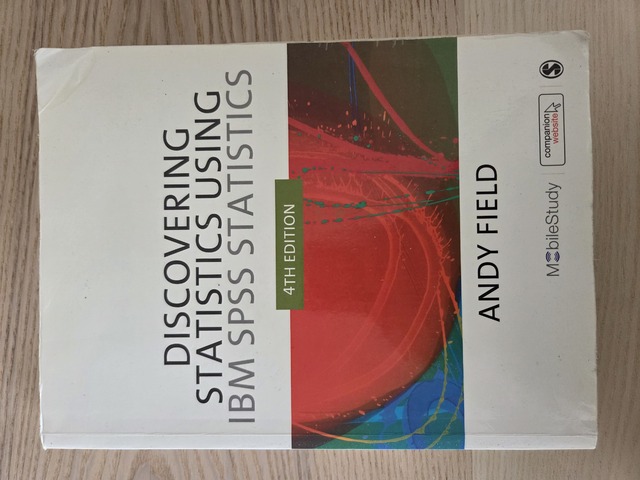 DISCOVERING
STATISTICS USING
IBM SPSS STATISTICS
4TH EDITION
ANDY FIELD
MobileStudy
companion
website
S